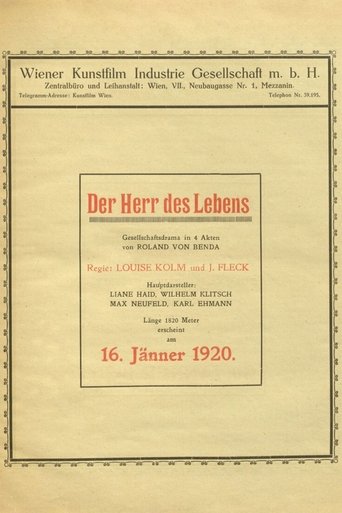 Wiener Kunstfilm Industrie Gesellschaft m. b. H.
Zentralbüro und Leihanstalt: Wien, VII., Neubaugasse Nr. 1, Mezzanin.
Telegramm-Adresse: Kunstfilm Wien. Telephon Nr. 39.195.
Der Herr des Lebens
Gesellschaftsdrama in 4 Akten
von ROLAND VON BENDA
Regie: LOUISE KOLM und J. FLECK
Hauptdarsteller:
LIANE HAID, WILHELM KLITSCH
MAX NEUFELD, KARL EHMANN
Länge 1820 Meter
erscheint
am
16. Jänner 1920.